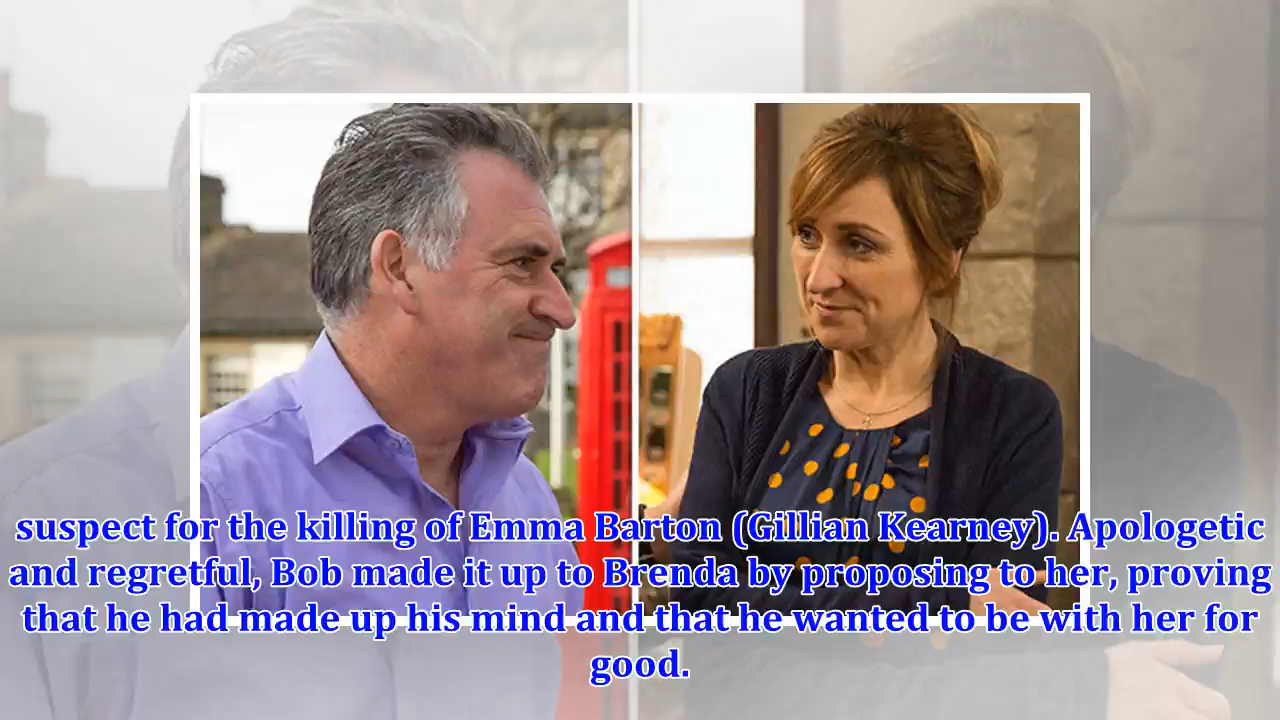 suspect for the killing of Emma Barton (Gillian Kearney). Apologetic
and regretful, Bob made it up to Brenda by proposing to her, proving
that he had made up his mind and that he wanted to be with her for
good.